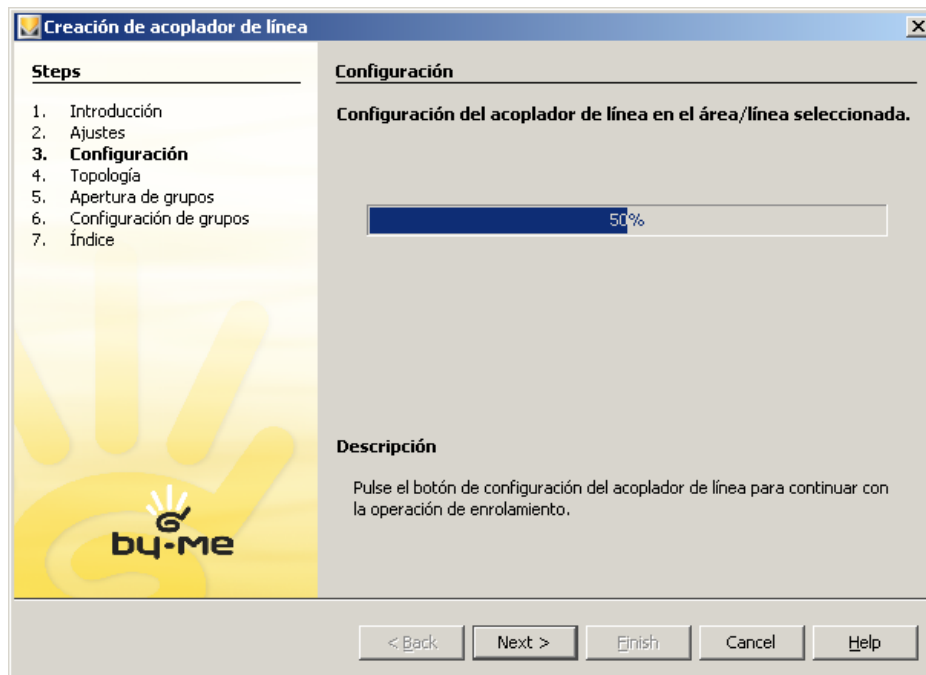 Creación de acoplador de línea
Steps
1. Introducción
2. Ajustes
3. Configuración
4. Topología
5. Apertura de grupos
6. Configuración de grupos
7. Índice
by-me
Configuración
Configuración del acoplador de línea en el área/línea seleccionada.
50%
Descripción
Pulse el botón de configuración del acoplador de línea para continuar con
la operación de enrolamiento.
< Back
Next >
Finish
Cancel
Help